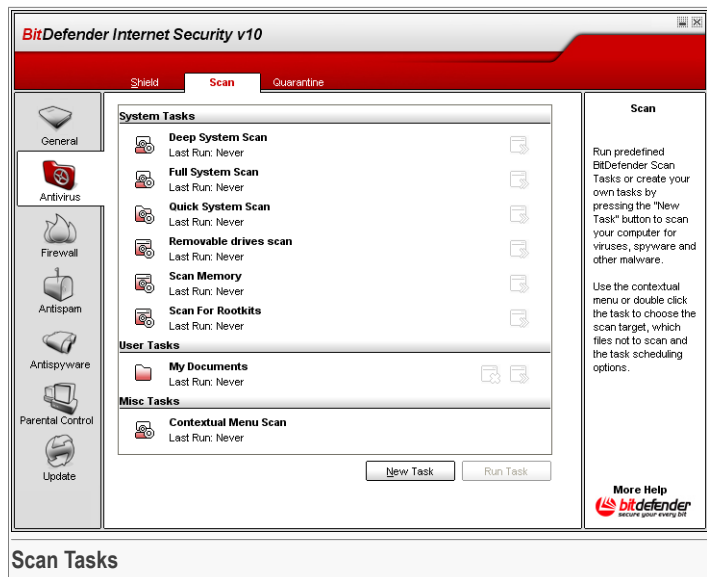 BitDefender Internet Security v10
Shield
Scan
Quarantine
General
Antivirus
Firewall
Antispam
Antispyware
Parental Control
Update
System Tasks
Deep System Scan
Last Run: Never
Full System Scan
Last Run: Never
Quick System Scan
Last Run: Never
Removable drives scan
Last Run: Never
Scan Memory
Last Run: Never
Scan For Rootkits
Last Run: Never
User Tasks
My Documents
Last Run: Never
Misc Tasks
Contextual Menu Scan
Last Run: Never
New Task
Run Task
Scan
Run predefined
BitDefender Scan
Tasks or create your
own tasks by
pressing the "New
Task" button to scan
your computer for
viruses, spyware and
other malware.
Use the contextual
menu or double click
the task to choose the
scan target, which
files not to scan and
the task scheduling
options.
More Help
bitdefender
secure your every bit
Scan Tasks